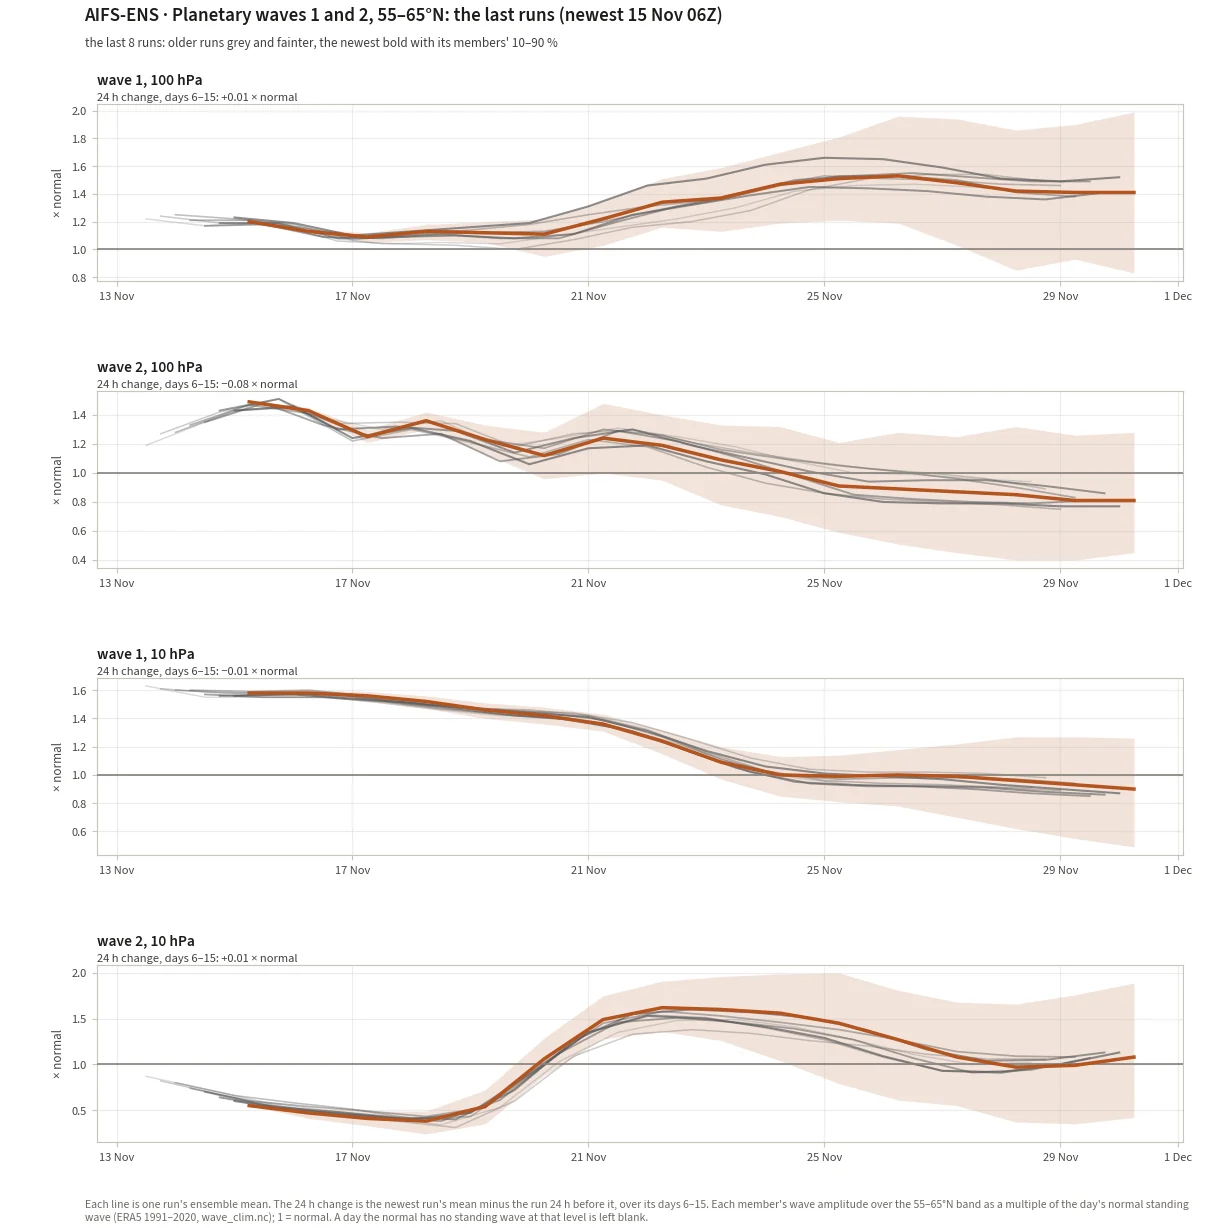 AIFS-ENS · Planetary waves 1 and 2, 55–65°N: the last runs (newest 15 Nov 06Z)
the last 8 runs: older runs grey and fainter, the newest bold with its members' 10–90 %
wave 1, 100 hPa
24 h change, days 6–15: +0.01 × normal
2.0
1.8
1.6
1.4
1.2
1.0
0.8
× normal
13 Nov 17 Nov 21 Nov 25 Nov 29 Nov 1 Dec
wave 2, 100 hPa
24 h change, days 6–15: −0.08 × normal
1.4
1.2
1.0
0.8
0.6
0.4
× normal
13 Nov 17 Nov 21 Nov 25 Nov 29 Nov 1 Dec
wave 1, 10 hPa
24 h change, days 6–15: −0.01 × normal
1.6
1.4
1.2
1.0
0.8
0.6
× normal
13 Nov 17 Nov 21 Nov 25 Nov 29 Nov 1 Dec
wave 2, 10 hPa
24 h change, days 6–15: +0.01 × normal
2.0
1.5
1.0
0.5
× normal
13 Nov 17 Nov 21 Nov 25 Nov 29 Nov 1 Dec
Each line is one run's ensemble mean. The 24 h change is the newest run's mean minus the run 24 h before it, over its days 6–15. Each member's wave amplitude over the 55–65°N band as a multiple of the day's normal standing
wave (ERA5 1991–2020, wave_clim.nc); 1 = normal. A day the normal has no standing wave at that level is left blank.